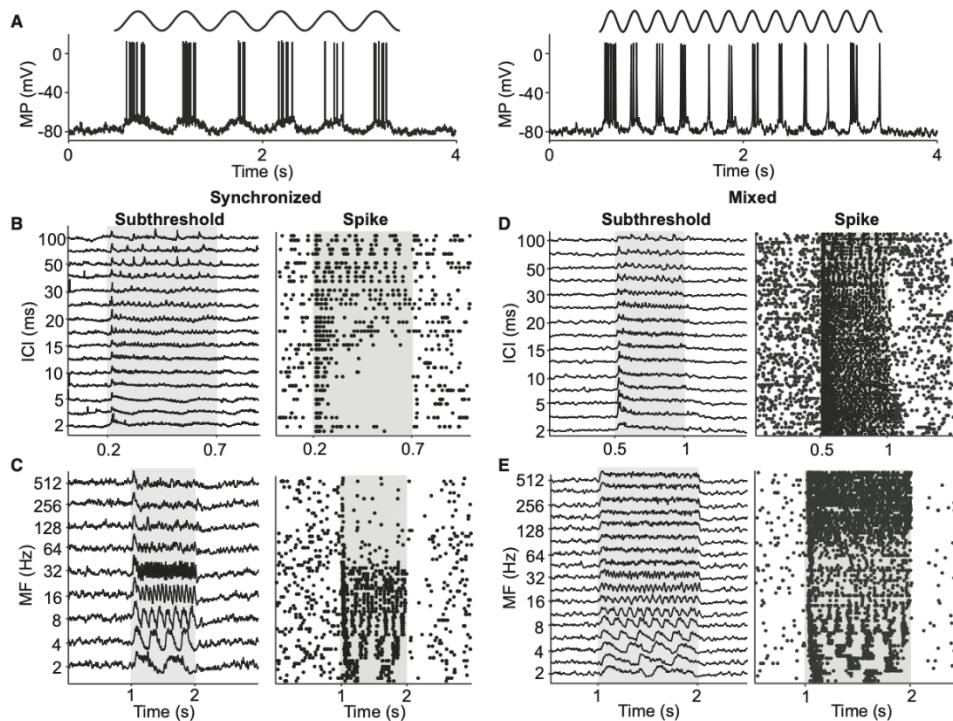 A
MP (mV)
0
-40
-80
0
2
4
Time (s)
MP (mV)
0
-40
-80
0
2
4
Time (s)
Synchronized
B
Subthreshold
Spike
ICI (ms)
100
50
30
20
15
10
5
2
0.2
0.7
0.2
0.7
Mixed
D
Subthreshold
Spike
ICI (ms)
100
50
30
20
15
10
5
2
0.5
1
0.5
1
C
MF (Hz)
512
256
128
64
32
16
8
4
2
1
2
Time (s)
1
2
Time (s)
E
MF (Hz)
512
256
128
64
32
16
8
4
2
1
2
Time (s)
1
2
Time (s)